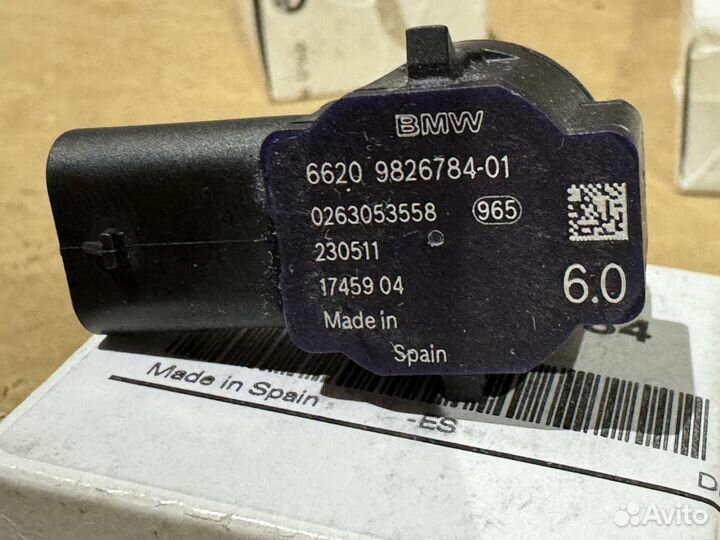 BMW
6620 9826784-01
0263053558 965
230511
17459 04 6.0
Made in
Spain
84
Made in Spain
-ES
D
Avito